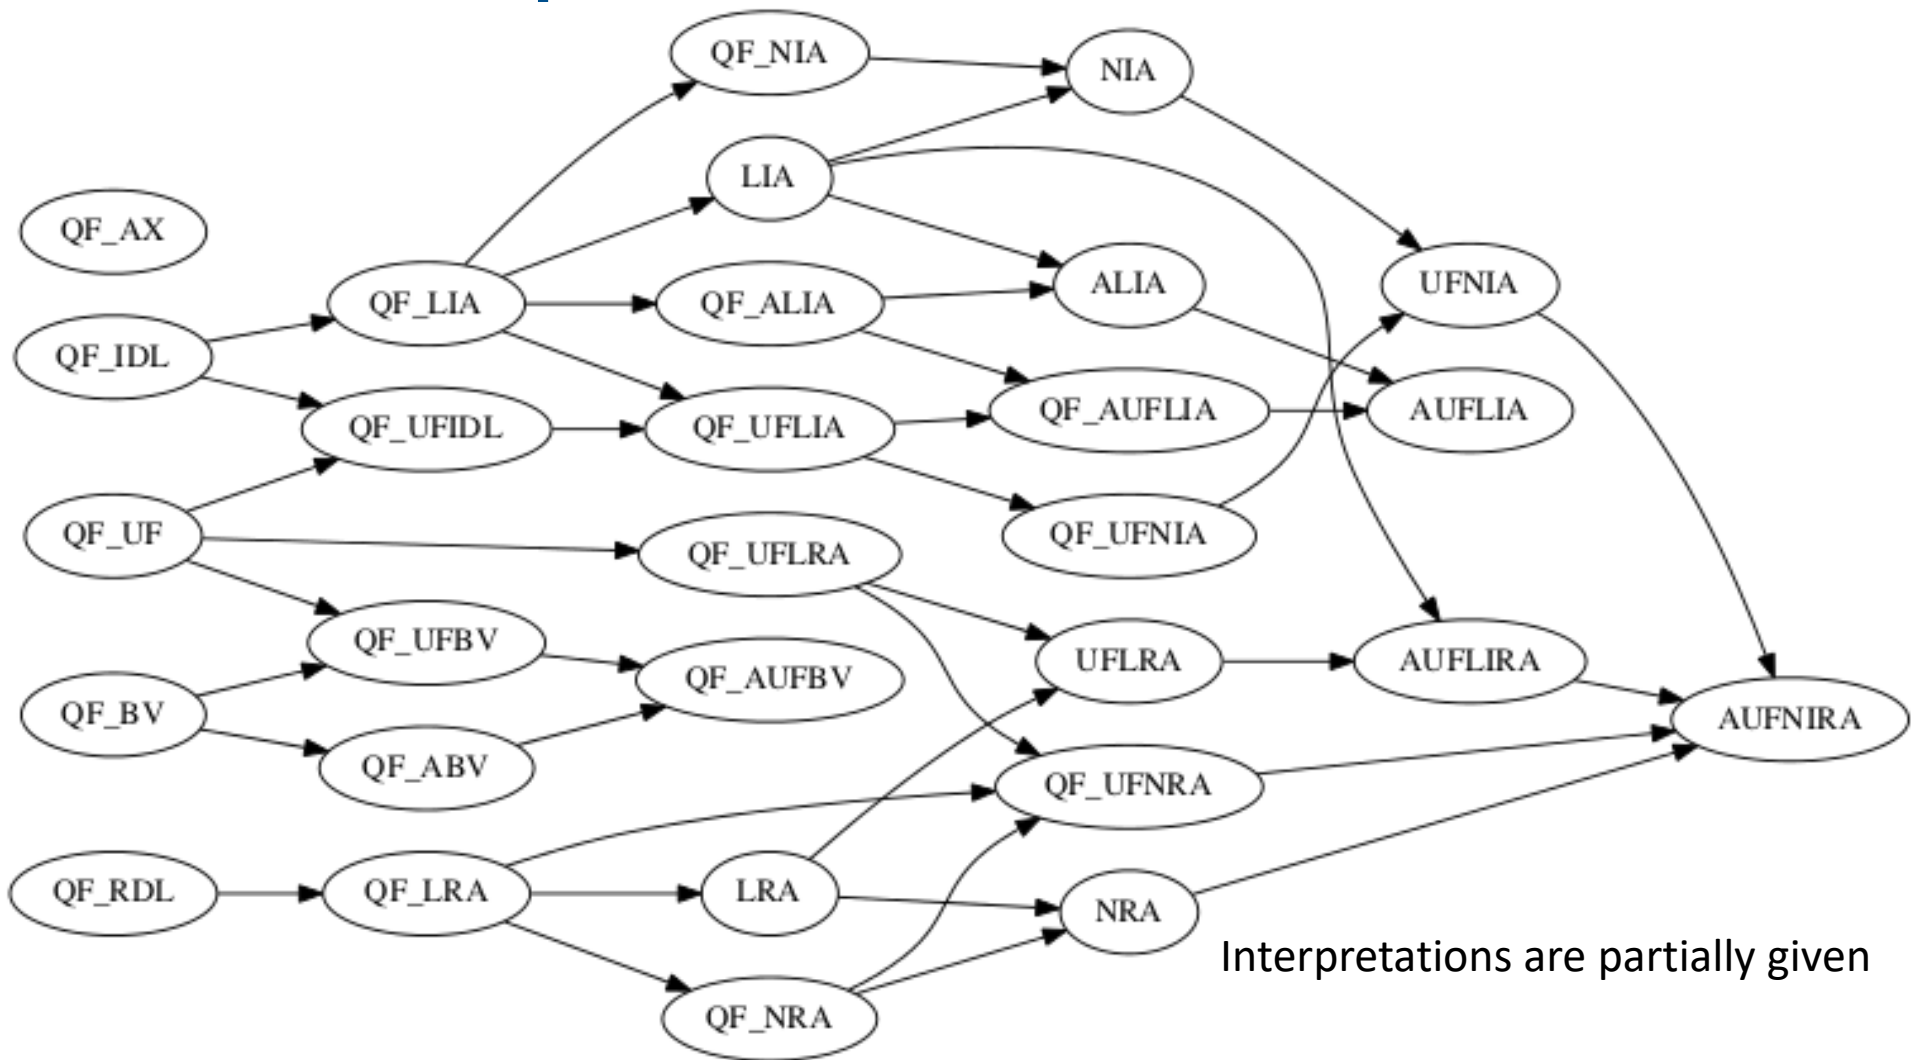 QF_NIA
NIA
LIA
QF_AX
QF_LIA
QF_ALIA
ALIA
UFNIA
QF_IDL
QF_UFIDL
QF_UFLIA
QF_AUFLIA
AUFLIA
QF_UF
QF_UFLRA
QF_UFNIA
QF_UFBV
QF_AUFBV
UFLRA
AUFLIRA
QF_BV
QF_ABV
QF_UFNRA
AUFNIRA
QF_RDL
QF_LRA
LRA
NRA
Interpretations are partially given
QF_NRA